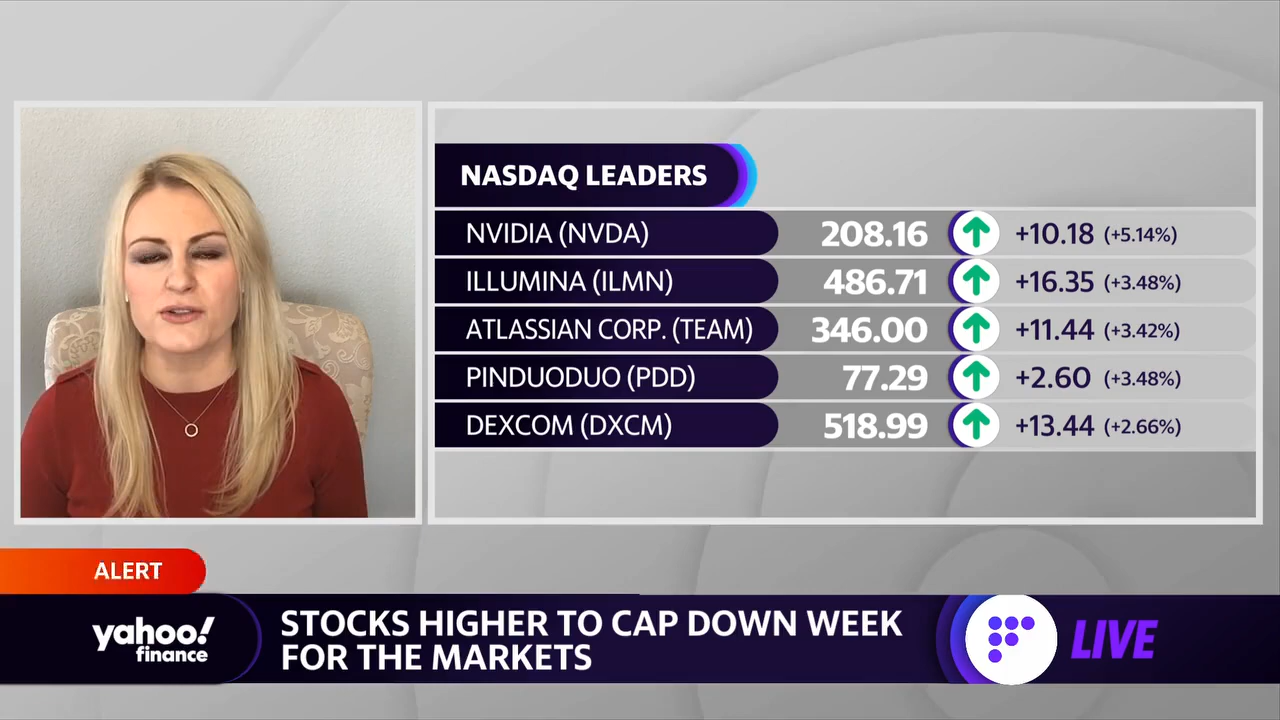 NASDAQ LEADERS
NVIDIA (NVDA) 208.16 +10.18 (+5.14%)
ILLUMINA (ILMN) 486.71 +16.35 (+3.48%)
ATLASSIAN CORP. (TEAM) 346.00 +11.44 (+3.42%)
PINDUODUO (PDD) 77.29 +2.60 (+3.48%)
DEXCOM (DXCM) 518.99 +13.44 (+2.66%)
ALERT
yahoo!
finance
STOCKS HIGHER TO CAP DOWN WEEK
FOR THE MARKETS
LIVE